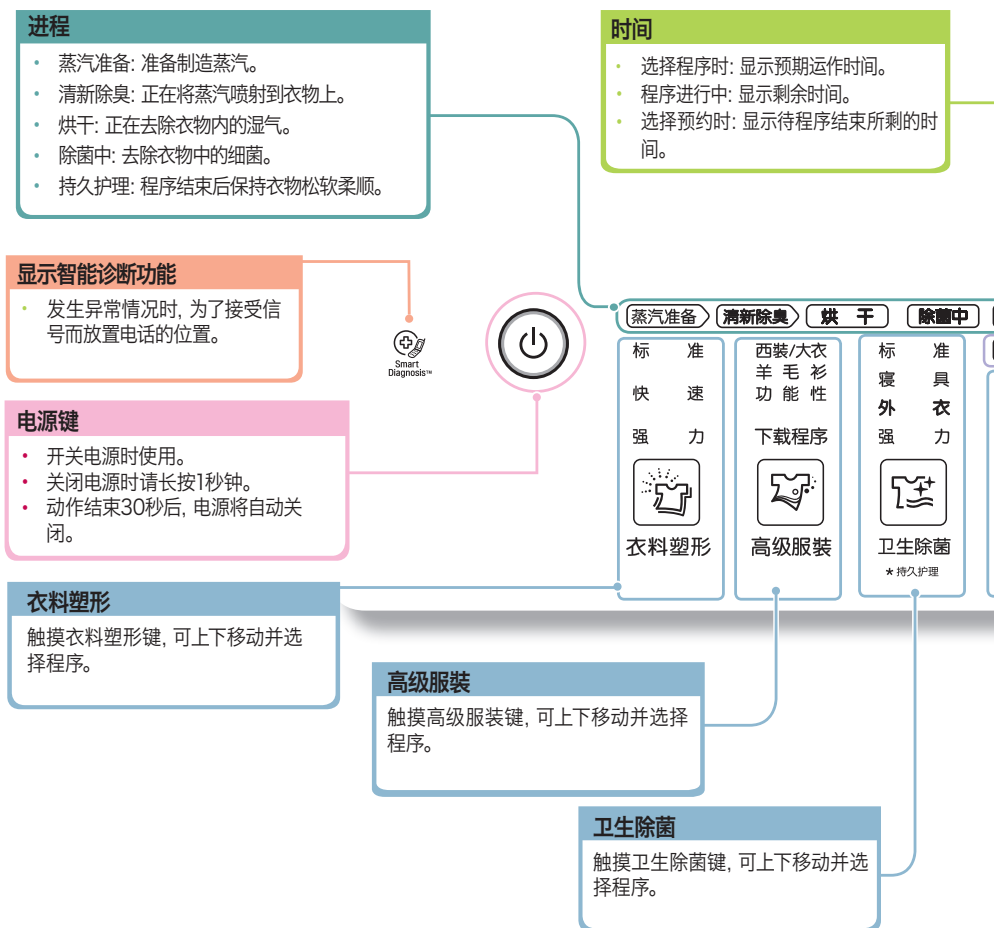 进程
• 蒸汽准备: 准备制造蒸汽。
• 清新除臭: 正在将蒸汽喷射到衣物上。
• 烘干: 正在去除衣物内的湿气。
• 除菌中: 去除衣物中的细菌。
• 持久护理: 程序结束后保持衣物松软柔顺。
时间
• 选择程序时: 显示预期运作时间。
• 程序进行中: 显示剩余时间。
• 选择预约时: 显示待程序结束所剩的时
间。
显示智能诊断功能
• 发生异常情况时, 为了接受信
号而放置电话的位置。
Smart
Diagnosis™
电源键
• 开关电源时使用。
• 关闭电源时请长按1秒钟。
• 动作结束30秒后, 电源将自动关
闭。
蒸汽准备 清新除臭 烘 干 除菌中
标 准
快 速
强 力
衣料塑形
西装/大衣
羊 毛 衫
功 能 性
下载程序
高级服装
标 准
寝 具
外 衣
强 力
卫生除菌
* 持久护理
衣料塑形
触摸衣料塑形键, 可上下移动并选
择程序。
高级服装
触摸高级服装键, 可上下移动并选择
程序。
卫生除菌
触摸卫生除菌键, 可上下移动并选
择程序。